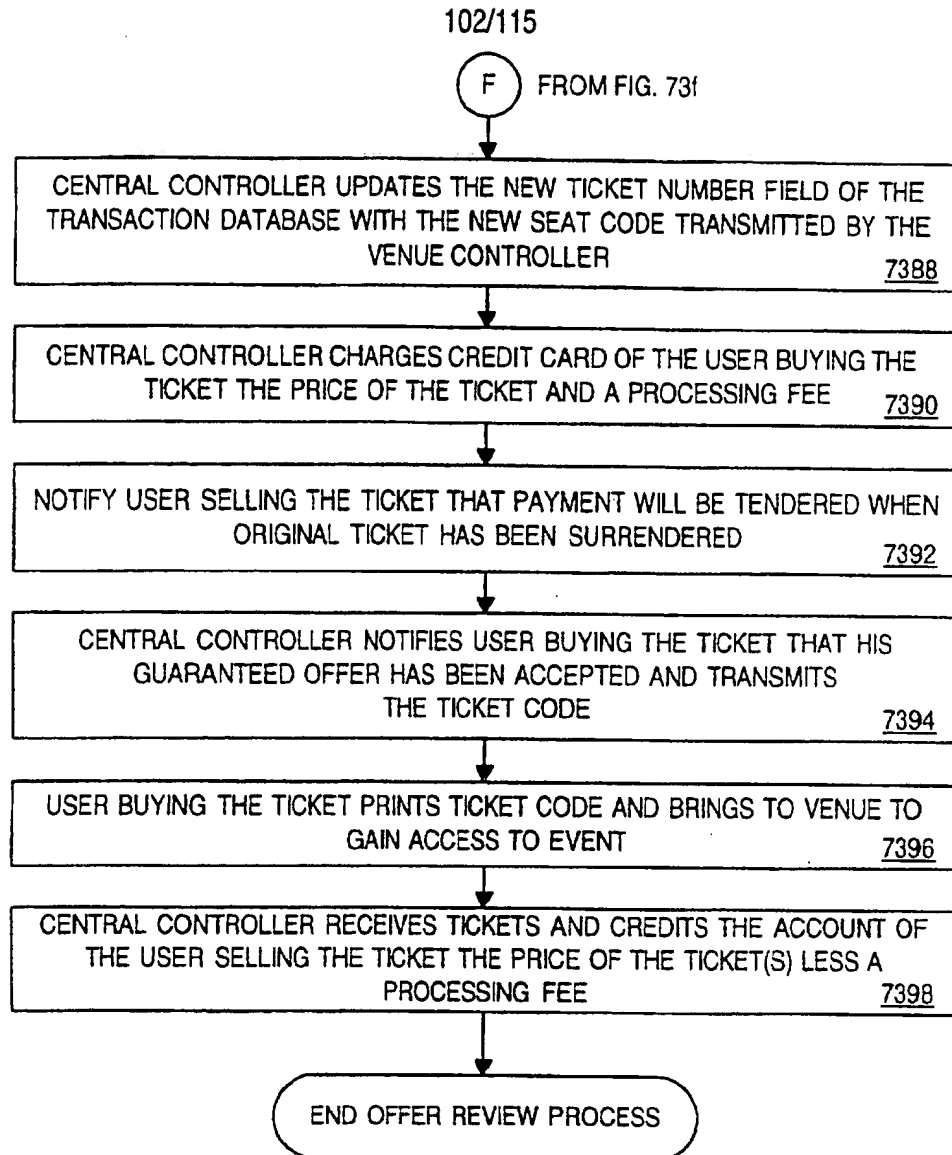 102/115
F FROM FIG. 73f
CENTRAL CONTROLLER UPDATES THE NEW TICKET NUMBER FIELD OF THE
TRANSACTION DATABASE WITH THE NEW SEAT CODE TRANSMITTED BY THE
VENUE CONTROLLER
7388
CENTRAL CONTROLLER CHARGES CREDIT CARD OF THE USER BUYING THE
TICKET THE PRICE OF THE TICKET AND A PROCESSING FEE
7390
NOTIFY USER SELLING THE TICKET THAT PAYMENT WILL BE TENDERED WHEN
ORIGINAL TICKET HAS BEEN SURRENDERED
7392
CENTRAL CONTROLLER NOTIFIES USER BUYING THE TICKET THAT HIS
GUARANTEED OFFER HAS BEEN ACCEPTED AND TRANSMITS
THE TICKET CODE
7394
USER BUYING THE TICKET PRINTS TICKET CODE AND BRINGS TO VENUE TO
GAIN ACCESS TO EVENT
7396
CENTRAL CONTROLLER RECEIVES TICKETS AND CREDITS THE ACCOUNT OF
THE USER SELLING THE TICKET THE PRICE OF THE TICKET(S) LESS A
PROCESSING FEE
7398
END OFFER REVIEW PROCESS